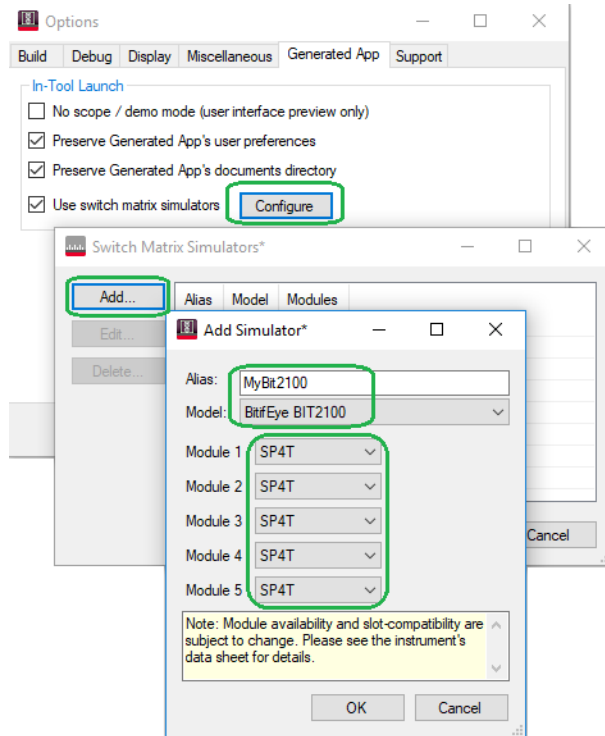 Options
Build Debug Display Miscellaneous Generated App Support
In-Tool Launch
No scope / demo mode (user interface preview only)
Preserve Generated App's user preferences
Preserve Generated App's documents directory
Use switch matrix simulators Configure
Switch Matrix Simulators*
Add... Alias Model Modules
Edit...
Delete...
Add Simulator*
Alias: MyBit2100
Model: BitifEye BIT2100
Module 1 SP4T
Module 2 SP4T
Module 3 SP4T
Module 4 SP4T
Module 5 SP4T
Cancel
Note: Module availability and slot-compatibility are
subject to change. Please see the instrument's
data sheet for details.
OK Cancel